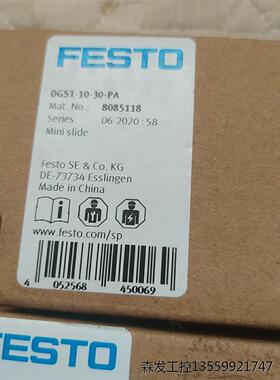 FESTO
DGST-10-30-PA
Mat. No.: 8085118
Series: 06-2020 : 58
Mini slide
Festo SE & Co. KG
DE-73734 Esslingen
Made in China
www.festo.com/sp
4 052568 450069
ESTO
森发工控13559921747